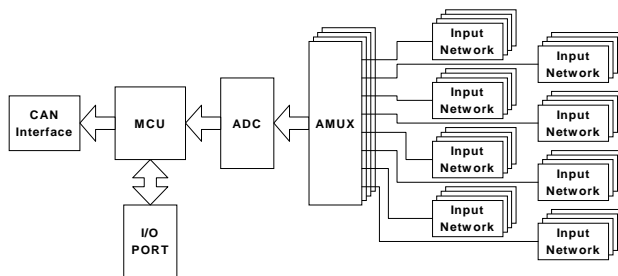 Input
Network
Input
Network
Input
Network
CAN
Interface
MCU
ADC
AMUX
Input
Network
Input
Network
Input
Network
Input
Network
I/O
PORT
Input
Network